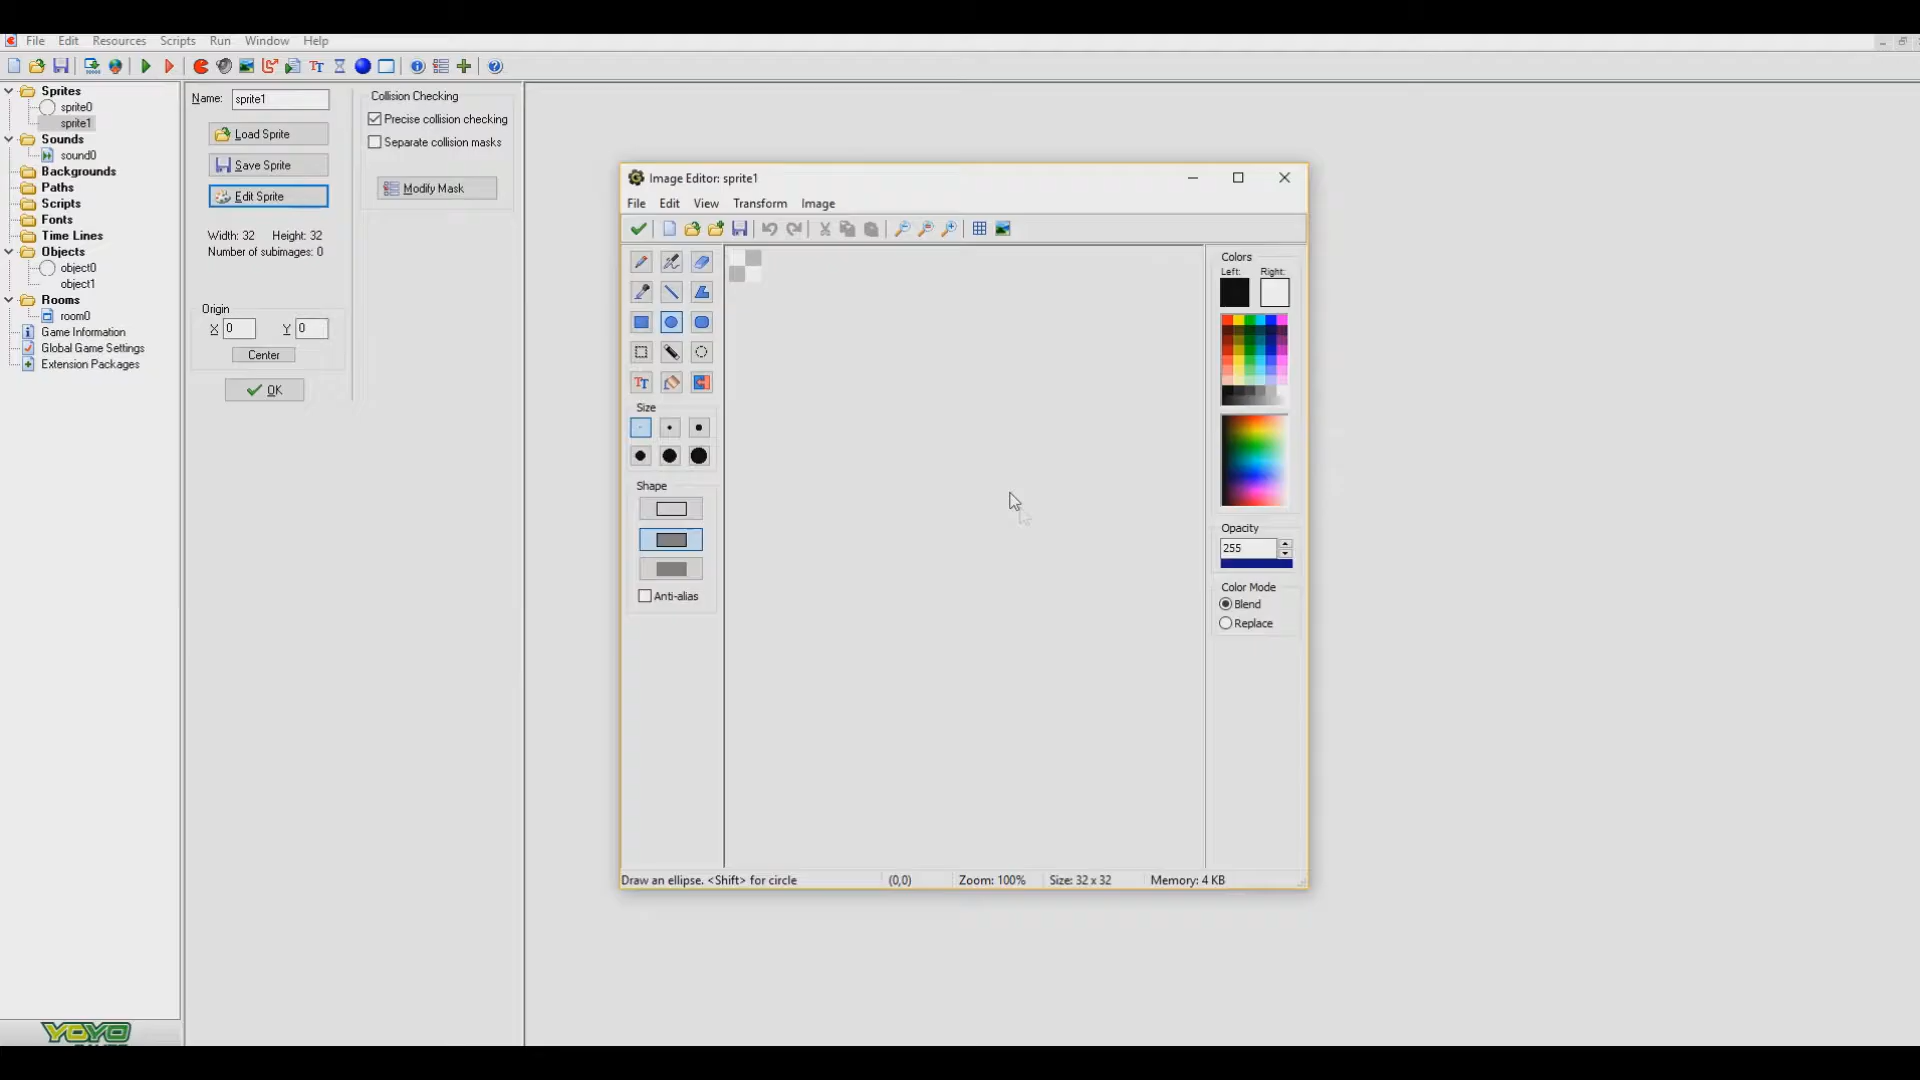 File Edit Resources Scripts Run Window Help
Sprites
sprite0
sprite1
Sounds
sound0
Backgrounds
Paths
Scripts
Fonts
Time Lines
Objects
object0
object1
Rooms
room0
Game Information
Global Game Settings
Extension Packages
YOYO
Name: sprite1
Load Sprite
Save Sprite
Edit Sprite
Width: 32 Height: 32
Number of subimages: 0
Origin
X 0 Y 0
Center
OK
Collision Checking
Precise collision checking
Separate collision masks
Modify Mask
Image Editor: sprite1
File Edit View Transform Image
Size
Shape
Anti-alias
Colors
Left: Right:
Opacity
255
Color Mode
Blend
Replace
Draw an ellipse. <Shift> for circle (0,0) Zoom: 100% Size: 32 x 32 Memory: 4 KB